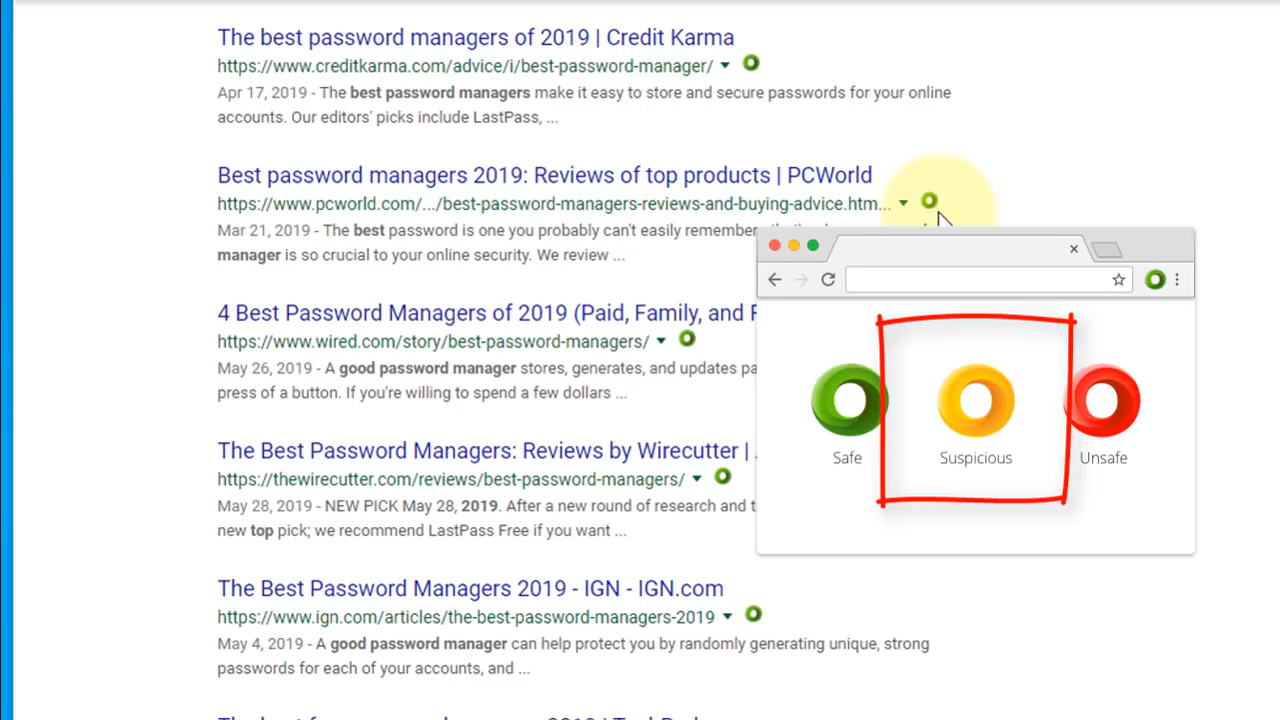 The best password managers of 2019 | Credit Karma
https://www.creditkarma.com/advice/i/best-password-manager/
Apr 17, 2019 - The best password managers make it easy to store and secure passwords for your online
accounts. Our editors' picks include LastPass, ...
Best password managers 2019: Reviews of top products | PCWorld
https://www.pcworld.com/.../best-password-managers-reviews-and-buying-advice.htm...
Mar 21, 2019 - The best password is one you probably can't easily remember
manager is so crucial to your online security. We review ...
4 Best Password Managers of 2019 (Paid, Family, and
https://www.wired.com/story/best-password-managers/
May 26, 2019 - A good password manager stores, generates, and updates pa
press of a button. If you're willing to spend a few dollars ...
The Best Password Managers: Reviews by Wirecutter |
https://thewirecutter.com/reviews/best-password-managers/
May 28, 2019 - NEW PICK May 28, 2019. After a new round of research and t
new top pick; we recommend LastPass Free if you want ...
The Best Password Managers 2019 - IGN - IGN.com
https://www.ign.com/articles/the-best-password-managers-2019
May 4, 2019 - A good password manager can help protect you by randomly generating unique, strong
passwords for each of your accounts, and ...
Safe
Suspicious
Unsafe